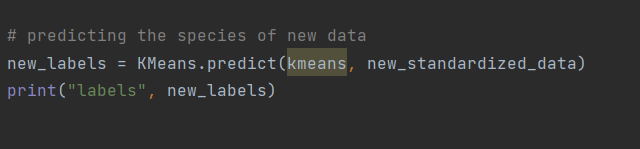 # predicting the species of new data
new_labels = KMeans.predict(kmeans, new_standardized_data)
print("labels", new_labels)